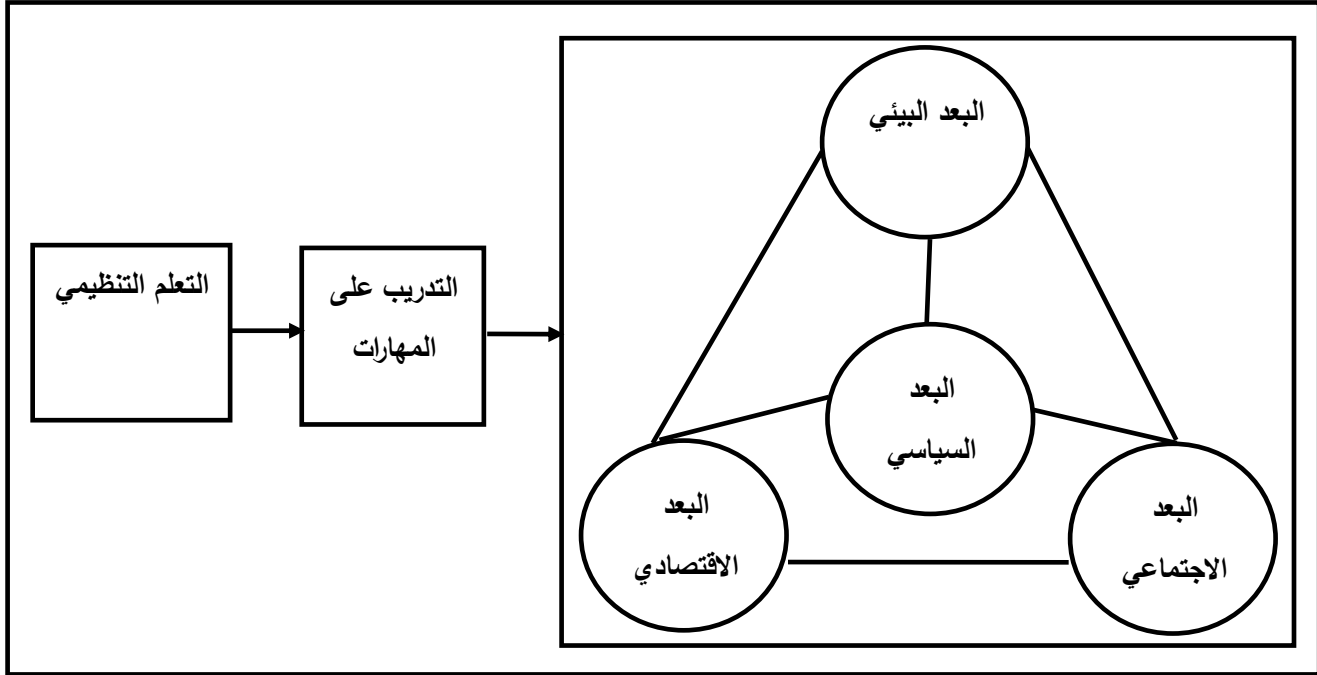 البعد البيئي
التعلم التنظيمي
التدريب على
المهارات
البعد
السياسي
البعد
الاقتصادي
البعد
الاجتماعي